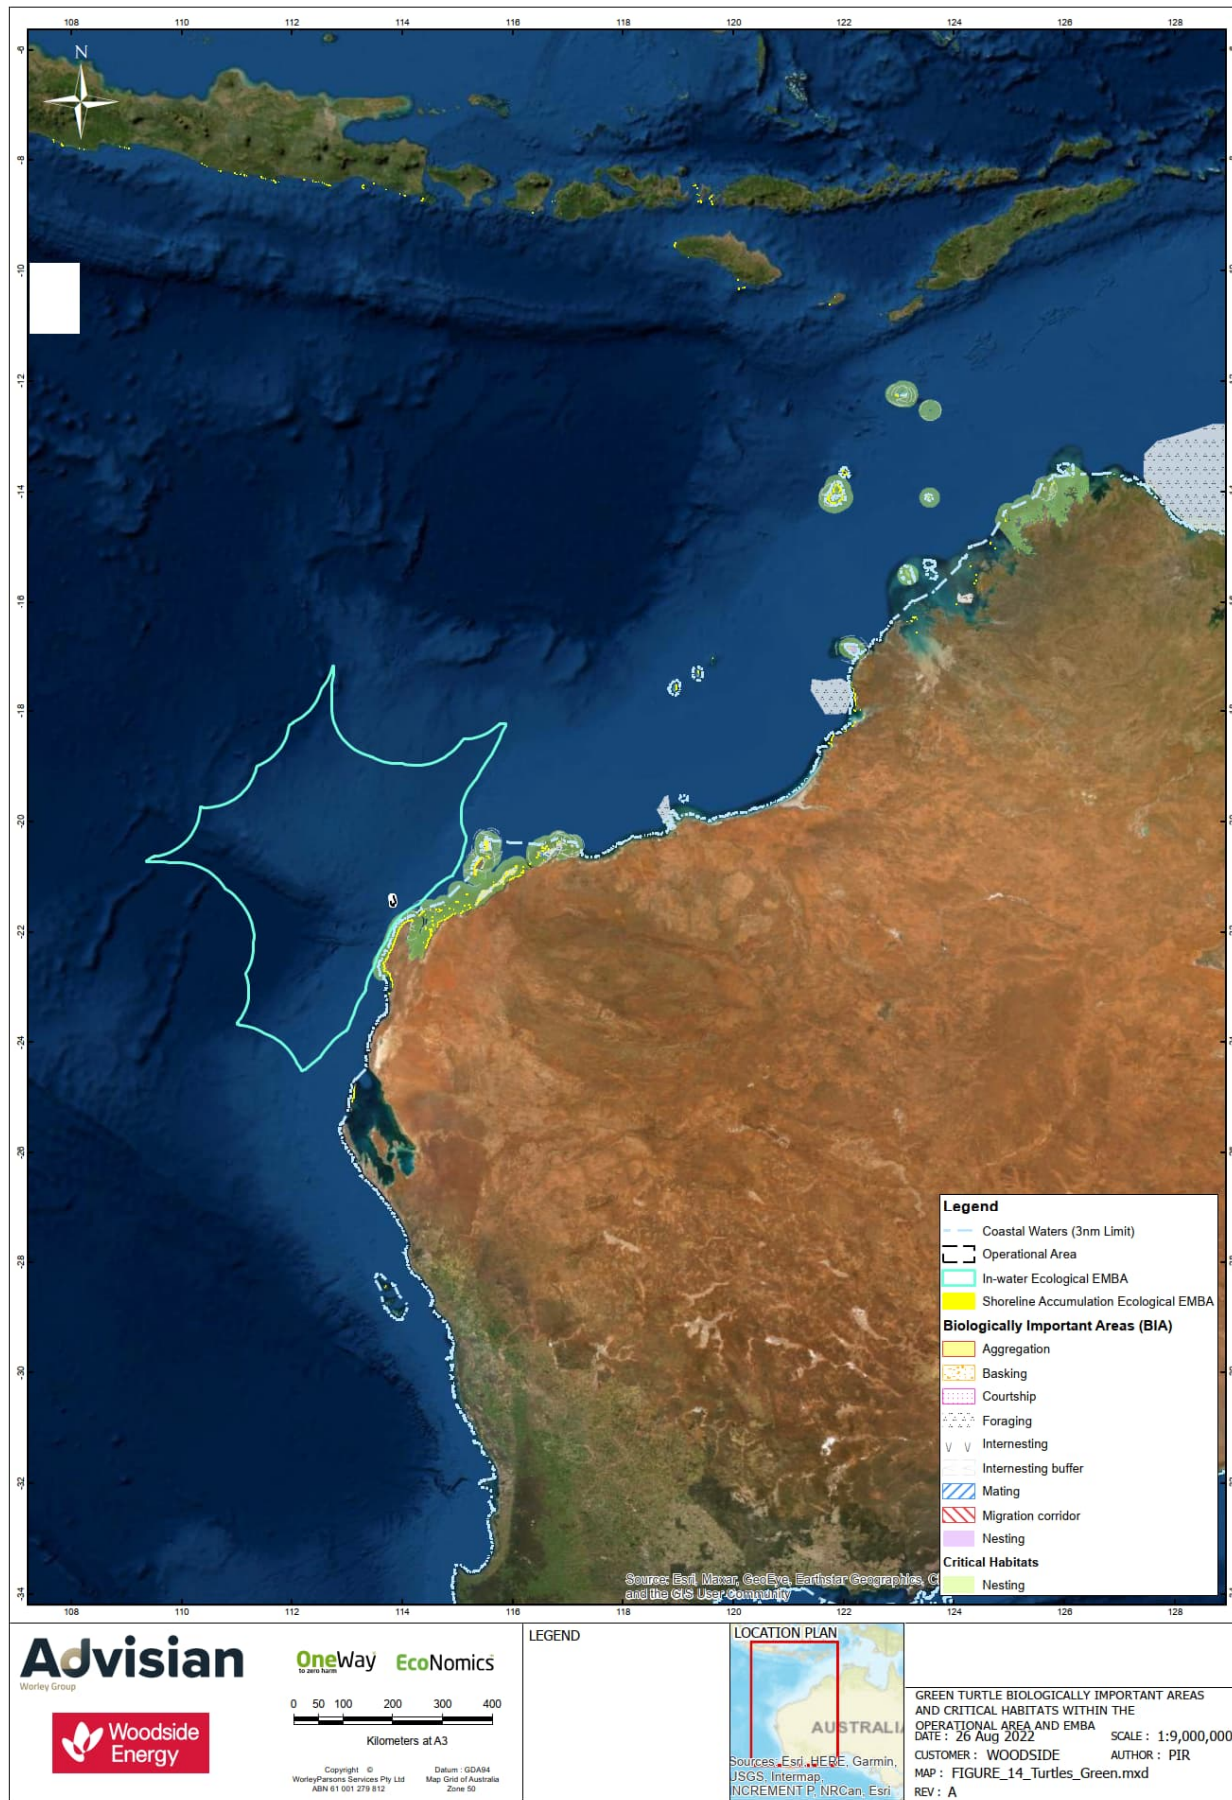 108 110 112 114 116 118 120 122 124 126 128
N
-6
-8
-10
-12
-14
-16
-18
-20
-22
-24
-26
-28
-30
-32
-34
Legend
Coastal Waters (3nm Limit)
Operational Area
In-water Ecological EMBA
Shoreline Accumulation Ecological EMBA
Biologically Important Areas (BIA)
Aggregation
Basking
Courtship
Foraging
Internesting
Internesting buffer
Mating
Migration corridor
Nesting
Critical Habitats
Nesting
Source: Esri, Maxar, GeoEye, Earthstar Geographics,
and the GIS User Community
108 110 112 114 116 118 120 122 124 126 128
Advisian
Worley Group
Woodside
Energy
OneWay
to zero harm
EcoNomics
0 50 100 200 300 400
Kilometers at A3
Copyright ©
WorleyParsons Services Pty Ltd
ABN 61 001 279 812
Datum : GDA94
Map Grid of Australia
Zone 50
LEGEND
LOCATION PLAN
AUSTRALIA
Sources: Esri, HERE, Garmin,
USGS, Intermap,
INCREMENT P, NRCan, Esri
GREEN TURTLE BIOLOGICALLY IMPORTANT AREAS
AND CRITICAL HABITATS WITHIN THE
OPERATIONAL AREA AND EMBA
DATE : 26 Aug 2022 SCALE : 1:9,000,000
CUSTOMER : WOODSIDE AUTHOR : PIR
MAP : FIGURE_14_Turtles_Green.mxd
REV : A